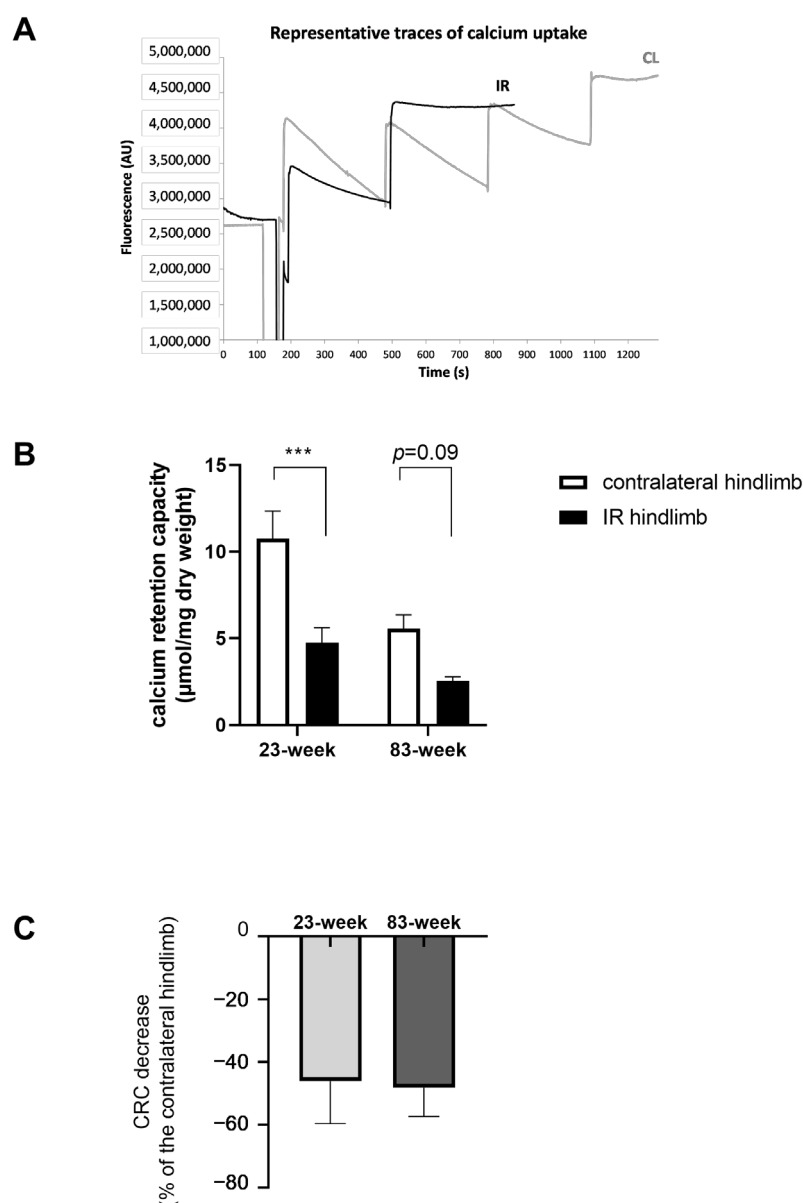 A
Representative traces of calcium uptake
Fluorescence (AU)
5,000,000
4,500,000
4,000,000
3,500,000
3,000,000
2,500,000
2,000,000
1,500,000
1,000,000
IR
CL
0 100 200 300 400 500 600 700 800 900 1000 1100 1200
Time (s)
B
calcium retention capacity
(µmol/mg dry weight)
15
10
5
0
***
p=0.09
23-week 83-week
contralateral hindlimb
IR hindlimb
C
CRC decrease
(% of the contralateral hindlimb)
23-week 83-week
0
−20
−40
−60
−80